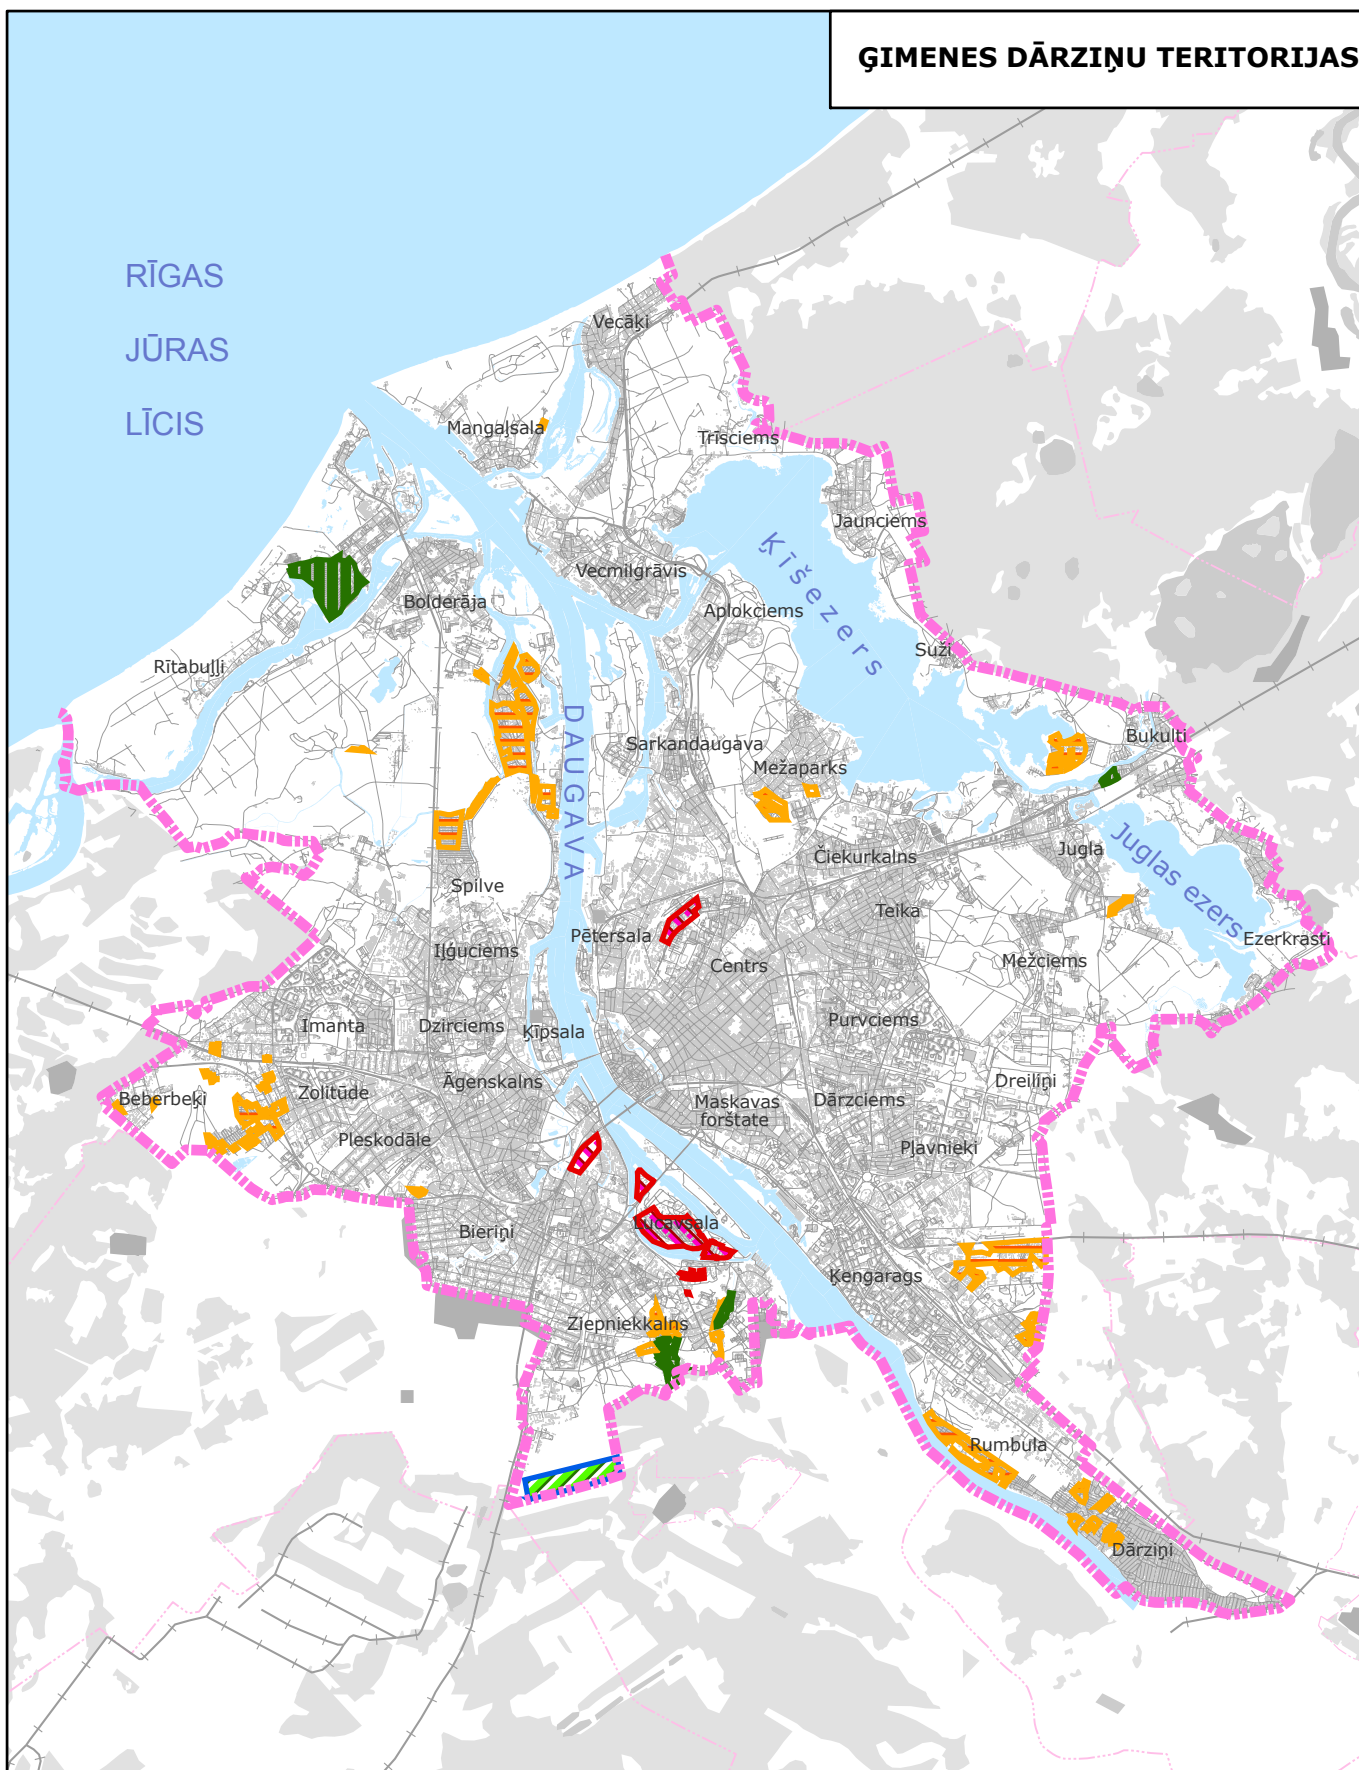 ĢIMENES DĀRZIŅU TERITORIJAS
RĪGAS
JŪRAS
LĪCIS
Vecāķi
Mangaļsala
Trīsciems
Jaunciems
Ķīšezers
Vecmilgrāvis
Bolderāja
Aplokciems
Suži
Rītabuļļi
DAUGAVA
Sarkandaugava
Bukulti
Mežaparks
Čiekurkalns
Jugla
Juglas ezers
Spilve
Teika
Pētersala
Ezerkrasti
Iļģuciems
Centrs
Mežciems
Imanta
Dzirciems
Ķīpsala
Purvciems
Āgenskalns
Dreiliņi
Beberbeķi
Zolitūde
Maskavas
forštate
Dārzciems
Pleskodāle
Pļavnieki
Bieriņi
Lucavsala
Ķengarags
Ziepniekkalns
Rumbula
Dārziņi